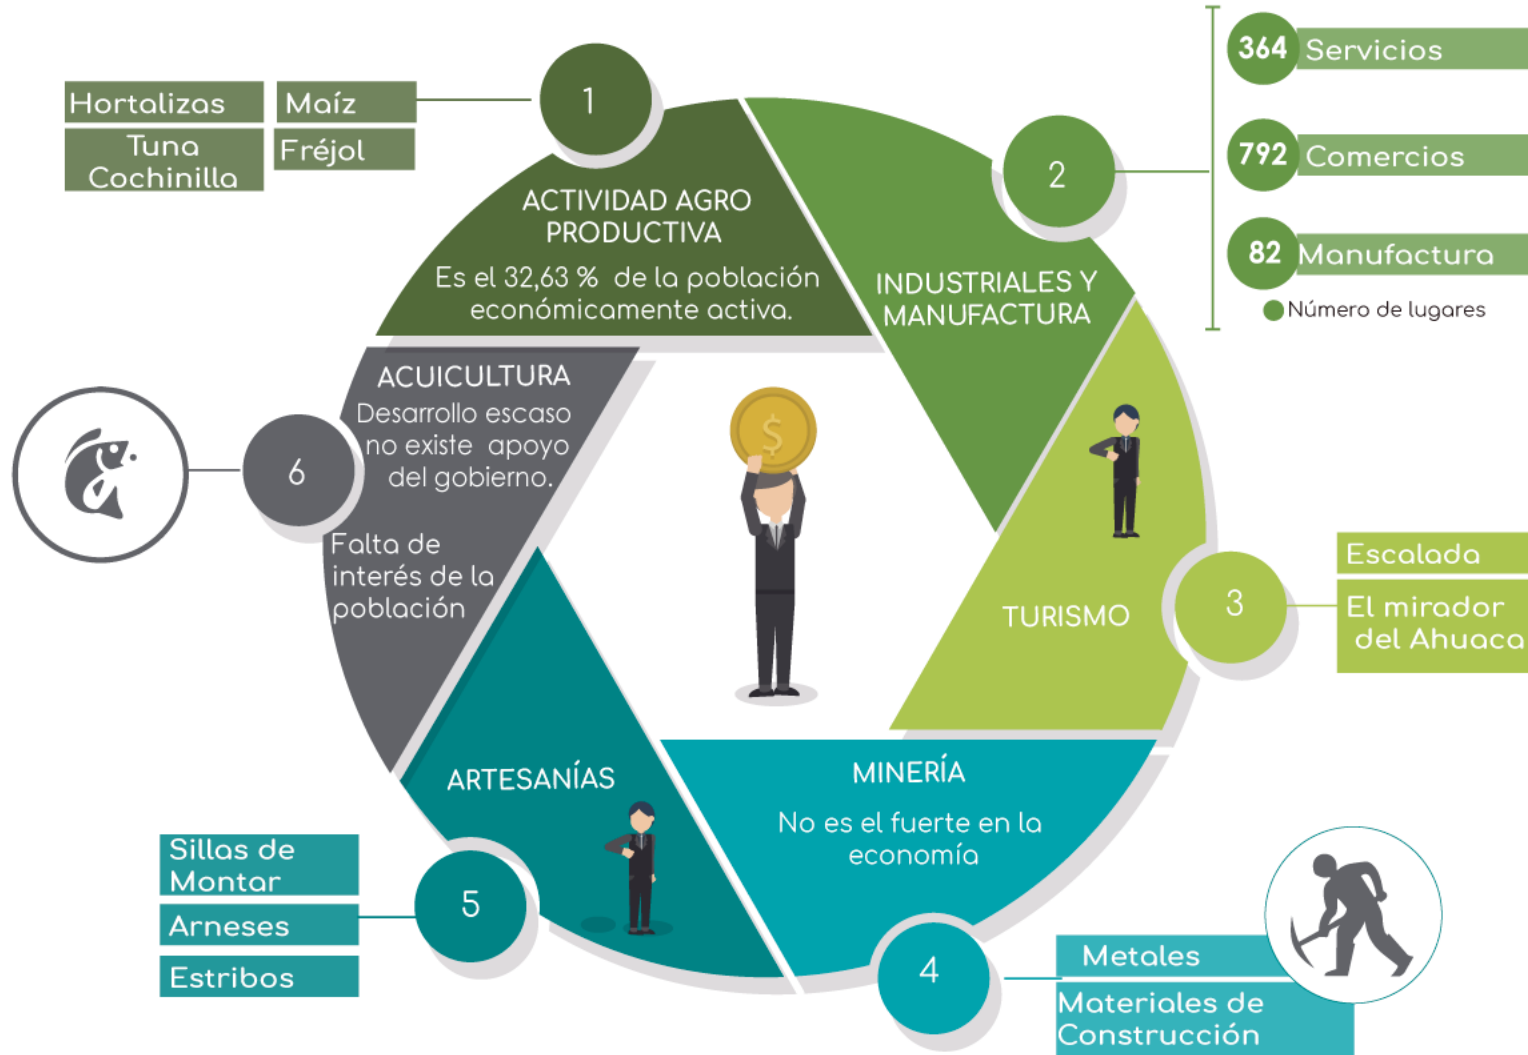 1
Hortalizas
Maíz
Tuna
Cochinilla
Fréjol
ACTIVIDAD AGRO
PRODUCTIVA
Es el 32,63 % de la población
económicamente activa.
2
INDUSTRIALES Y
MANUFACTURA
364 Servicios
792 Comercios
82 Manufactura
Número de lugares
3
TURISMO
Escalada
El mirador
del Ahuaca
4
MINERÍA
No es el fuerte en la
economía
Metales
Materiales de
Construcción
5
ARTESANÍAS
Sillas de
Montar
Arneses
Estribos
6
ACUICULTURA
Desarrollo escaso
no existe apoyo
del gobierno.
Falta de
interés de la
población
$